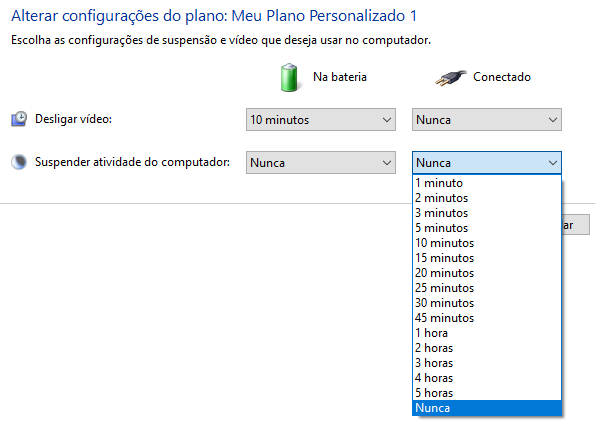 Alterar configurações do plano: Meu Plano Personalizado 1
Escolha as configurações de suspensão e vídeo que deseja usar no computador.
Na bateria Conectado
Desligar vídeo: 10 minutos Nunca
Suspender atividade do computador: Nunca Nunca
1 minuto
2 minutos
3 minutos
5 minutos
10 minutos
15 minutos
20 minutos
25 minutos
30 minutos
45 minutos
1 hora
2 horas
3 horas
4 horas
5 horas
Nunca